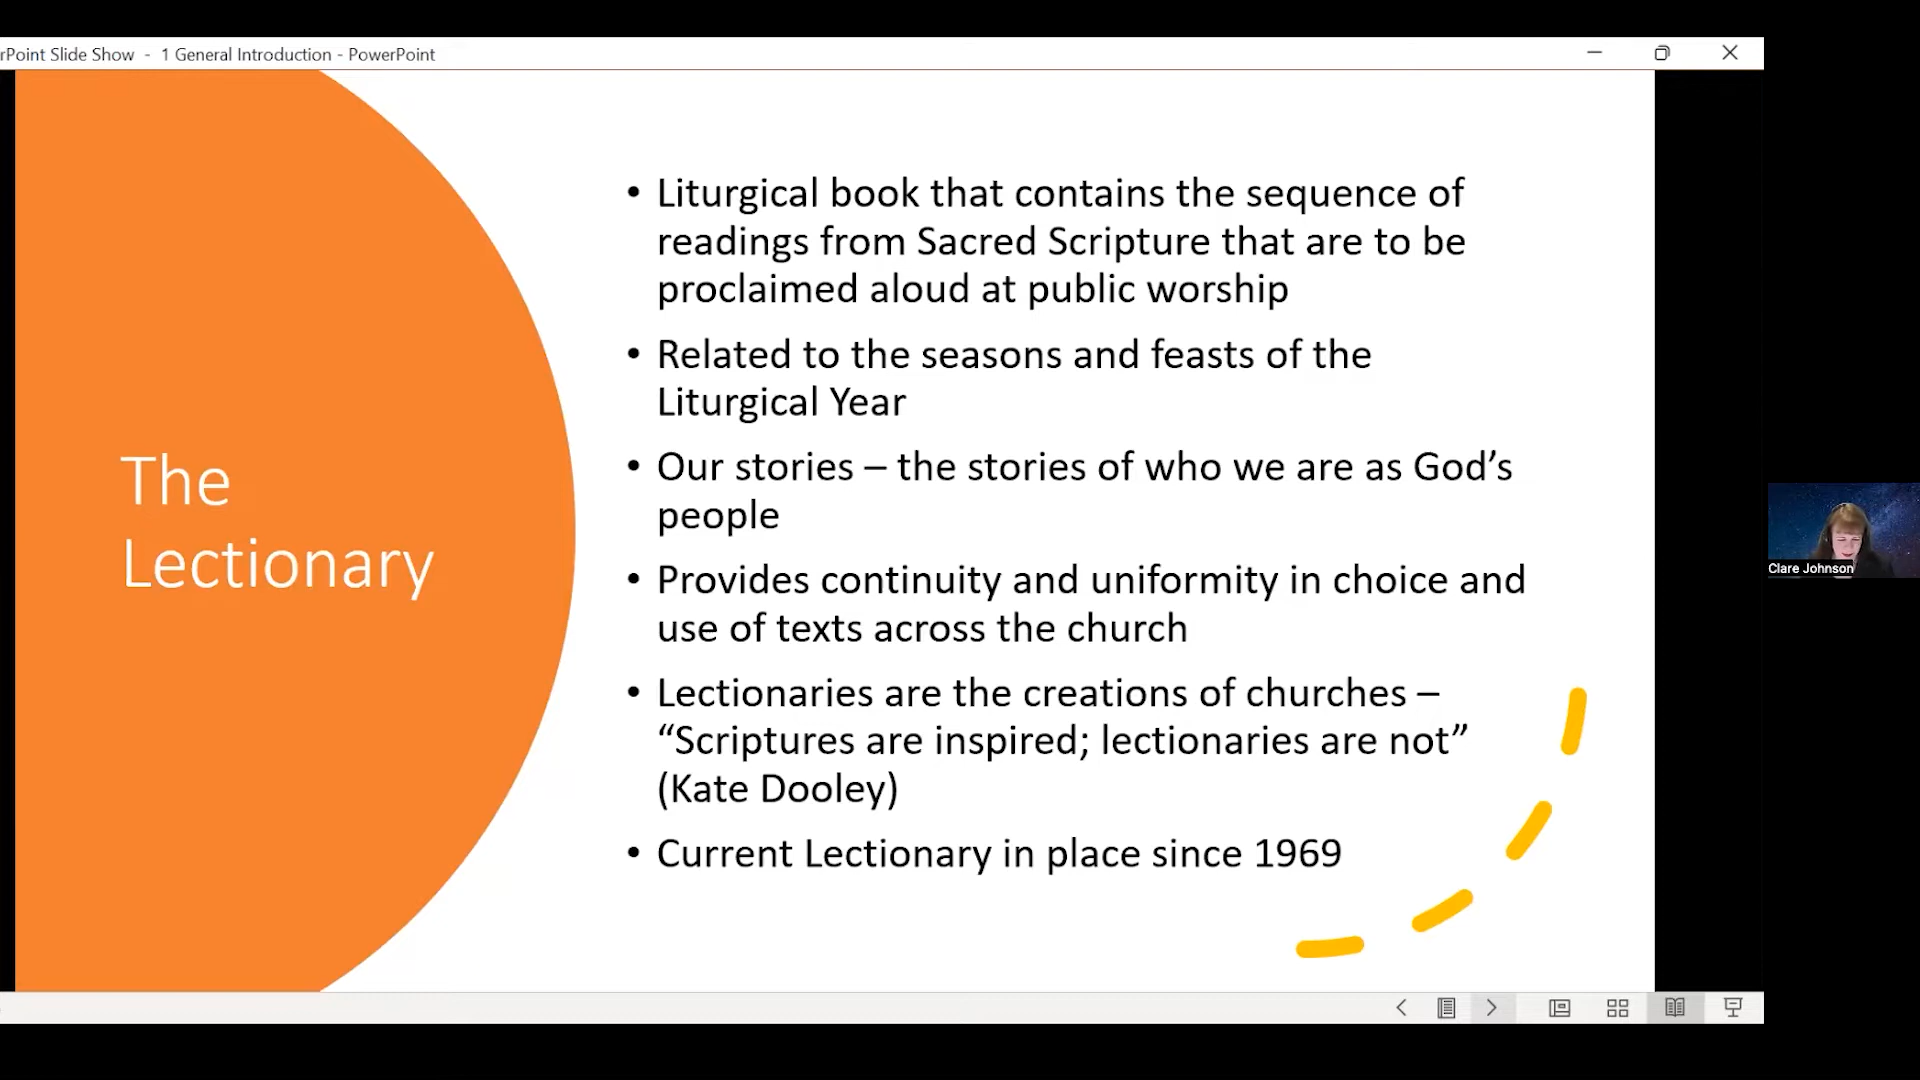 rPoint Slide Show - 1 General Introduction - PowerPoint
The
Lectionary
• Liturgical book that contains the sequence of
readings from Sacred Scripture that are to be
proclaimed aloud at public worship
• Related to the seasons and feasts of the
Liturgical Year
• Our stories – the stories of who we are as God’s
people
• Provides continuity and uniformity in choice and
use of texts across the church
• Lectionaries are the creations of churches –
“Scriptures are inspired; lectionaries are not”
(Kate Dooley)
• Current Lectionary in place since 1969
Clare Johnson